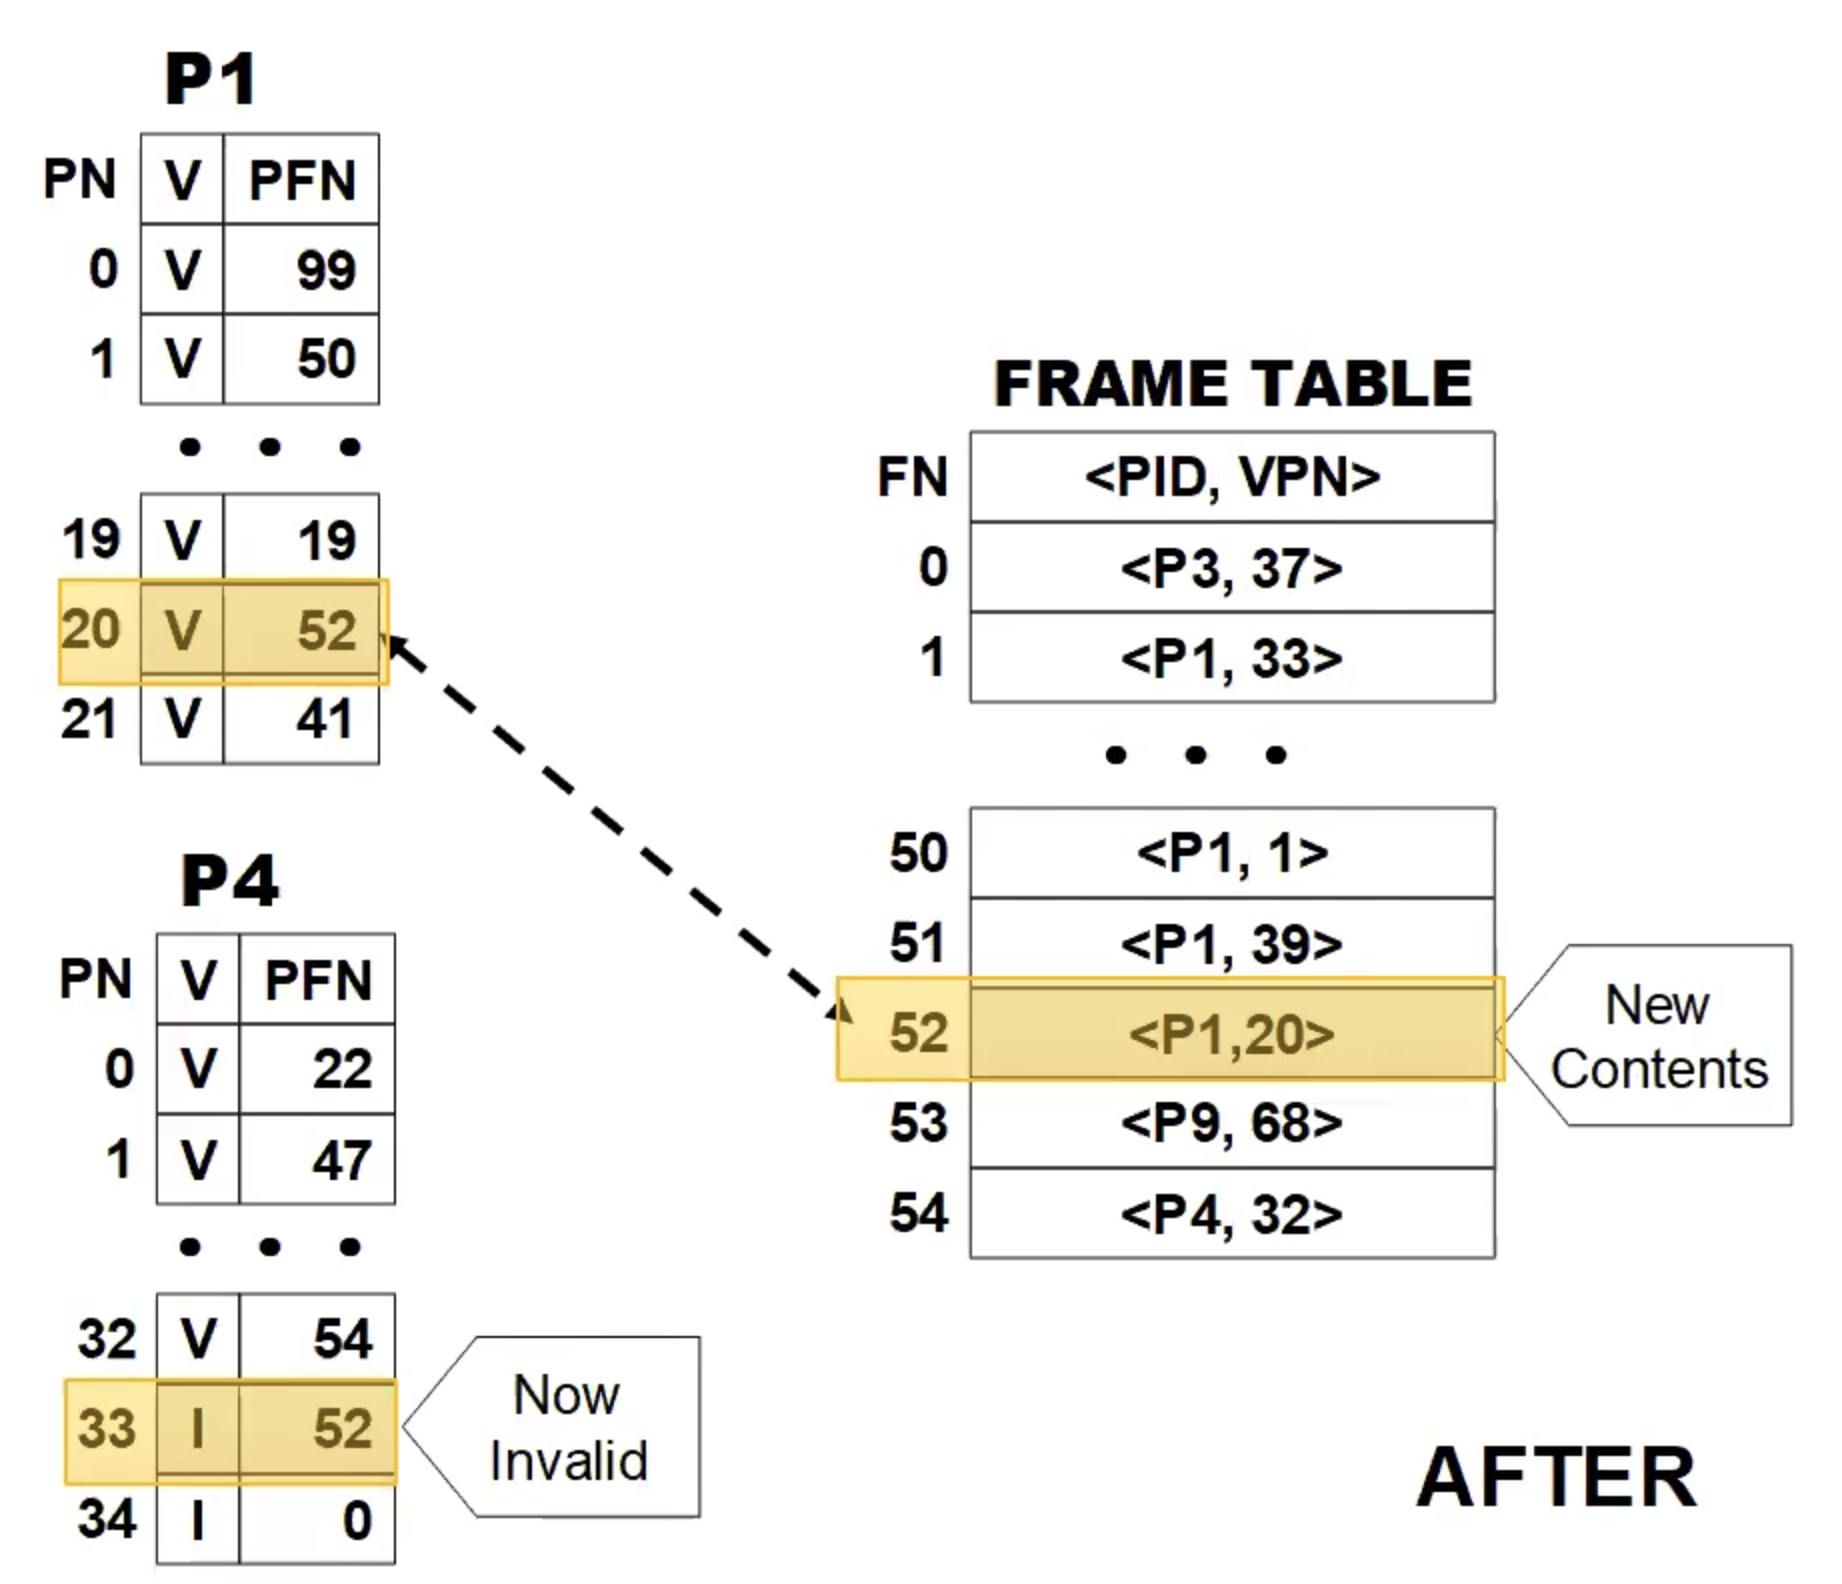 P1
PN V PFN
0 V 99
1 V 50
• • •
19 V 19
20 V 52
21 V 41
P4
PN V PFN
0 V 22
1 V 47
• • •
32 V 54
33 I 52
34 I 0
Now
Invalid
FRAME TABLE
FN <PID, VPN>
0 <P3, 37>
1 <P1, 33>
• • •
50 <P1, 1>
51 <P1, 39>
52 <P1,20>
53 <P9, 68>
54 <P4, 32>
New
Contents
AFTER